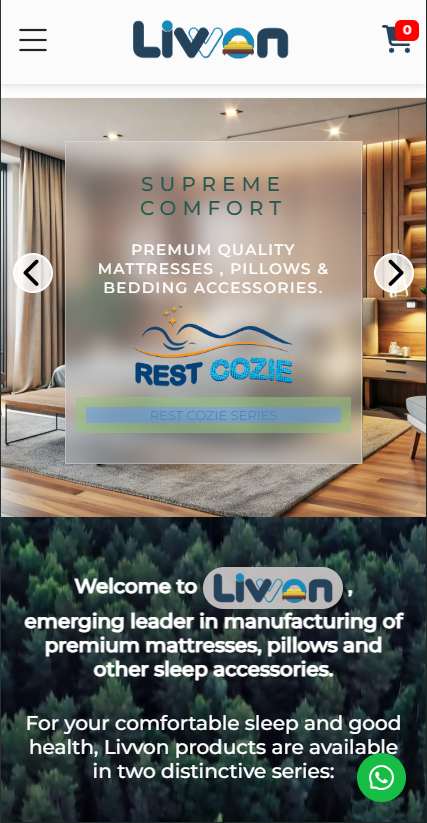 Livvon
0
SUPREME
COMFORT
PREMUM QUALITY
MATTRESSES , PILLOWS &
BEDDING ACCESSORIES.
REST COZIE
REST COZIE SERIES
Welcome to Livvon ,
emerging leader in manufacturing of
premium mattresses, pillows and
other sleep accessories.
For your comfortable sleep and good
health, Livvon products are available
in two distinctive series: